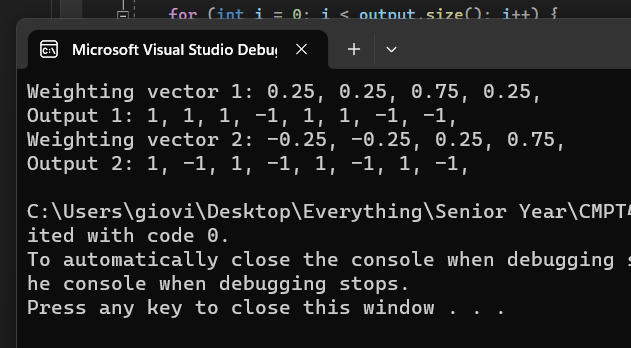 for (int i = 0; i < output.size(); i++) {
Microsoft Visual Studio Debu
Weighting vector 1: 0.25, 0.25, 0.75, 0.25,
Output 1: 1, 1, 1, -1, 1, 1, -1, -1,
Weighting vector 2: -0.25, -0.25, 0.25, 0.75,
Output 2: 1, -1, 1, -1, 1, -1, 1, -1,
C:\Users\giovi\Desktop\Everything\Senior Year\CMPT
ited with code 0.
To automatically close the console when debugging s
he console when debugging stops.
Press any key to close this window . . .